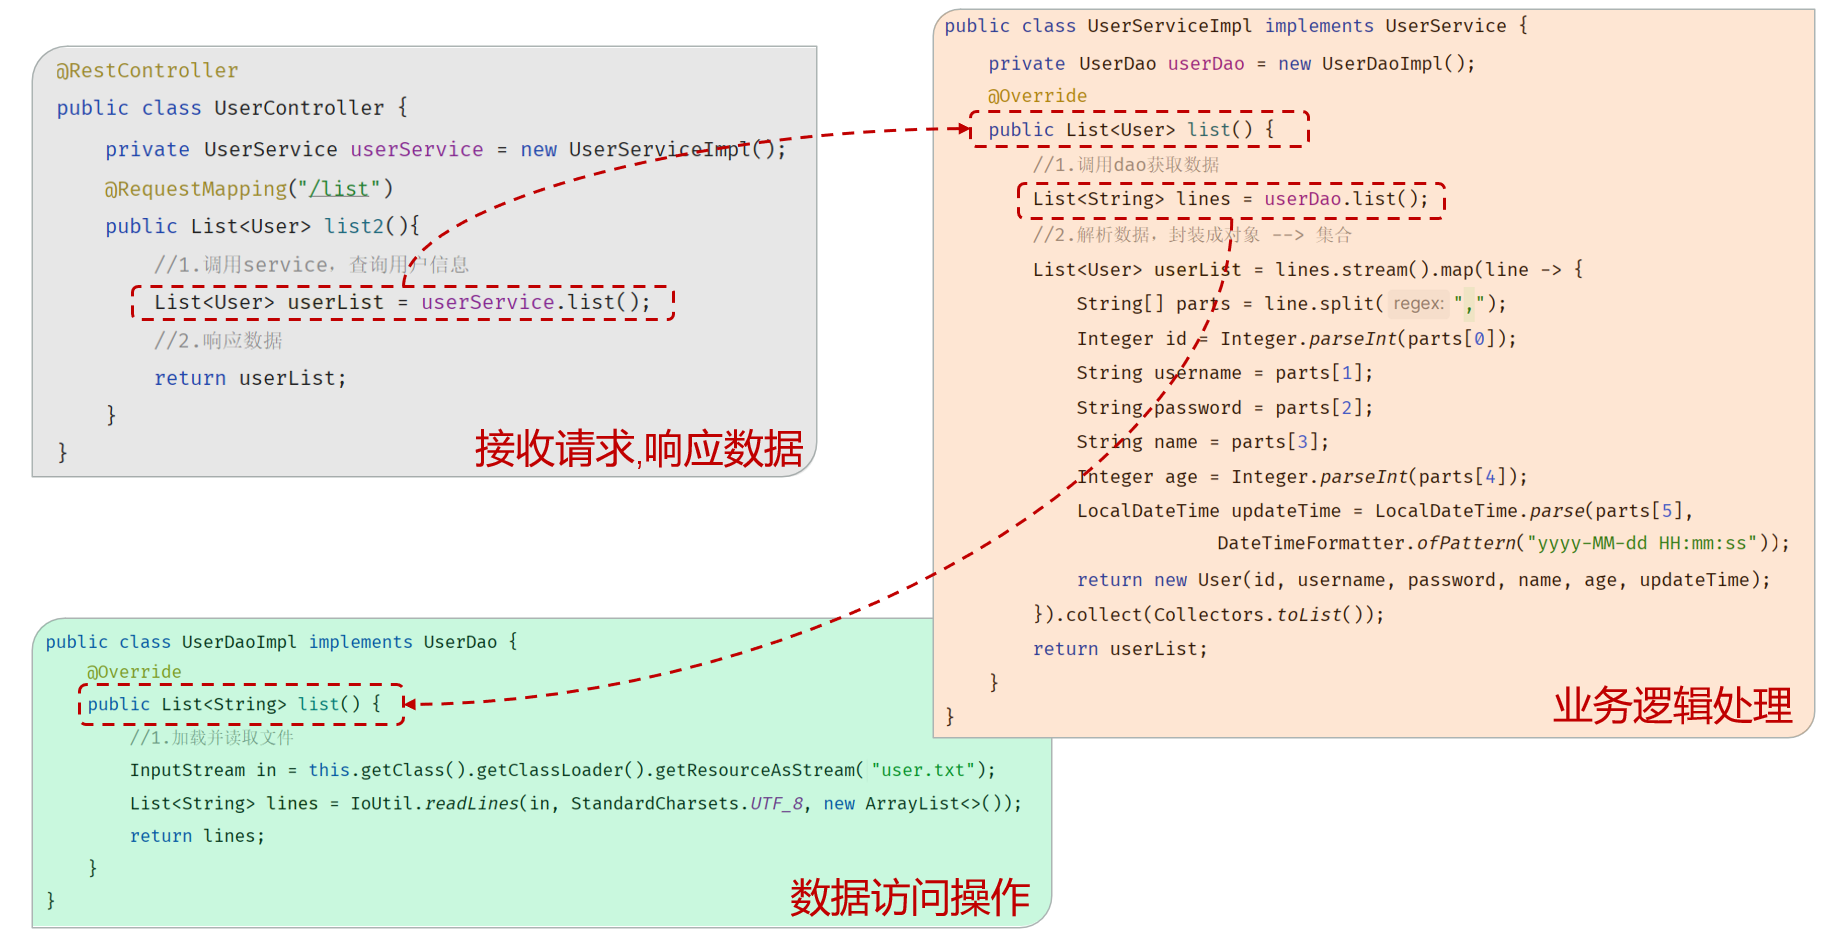 @RestController
public class UserController {
private UserService userService = new UserServiceImpl();
@RequestMapping("/list")
public List<User> list2(){
//1.调用service，查询用户信息
List<User> userList = userService.list();
//2.响应数据
return userList;
}
}
接收请求,响应数据
public class UserServiceImpl implements UserService {
private UserDao userDao = new UserDaoImpl();
@Override
public List<User> list() {
//1.调用dao获取数据
List<String> lines = userDao.list();
//2.解析数据，封装成对象 --> 集合
List<User> userList = lines.stream().map(line -> {
String[] parts = line.split( regex: ",");
Integer id = Integer.parseInt(parts[0]);
String username = parts[1];
String password = parts[2];
String name = parts[3];
Integer age = Integer.parseInt(parts[4]);
LocalDateTime updateTime = LocalDateTime.parse(parts[5],
DateTimeFormatter.ofPattern("yyyy-MM-dd HH:mm:ss"));
return new User(id, username, password, name, age, updateTime);
}).collect(Collectors.toList());
return userList;
}
}
业务逻辑处理
public class UserDaoImpl implements UserDao {
@Override
public List<String> list() {
//1.加载并读取文件
InputStream in = this.getClass().getClassLoader().getResourceAsStream( "user.txt");
List<String> lines = IoUtil.readLines(in, StandardCharsets.UTF_8, new ArrayList<>());
return lines;
}
}
数据访问操作